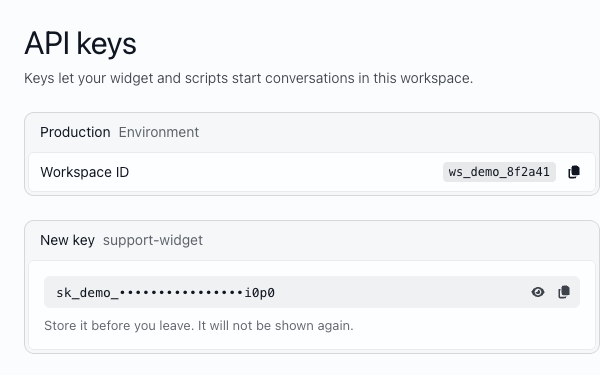 API keys
Keys let your widget and scripts start conversations in this workspace.
Production Environment
Workspace ID ws_demo_8f2a41
New key support-widget
sk_demo_••••••••••••••••i0p0
Store it before you leave. It will not be shown again.